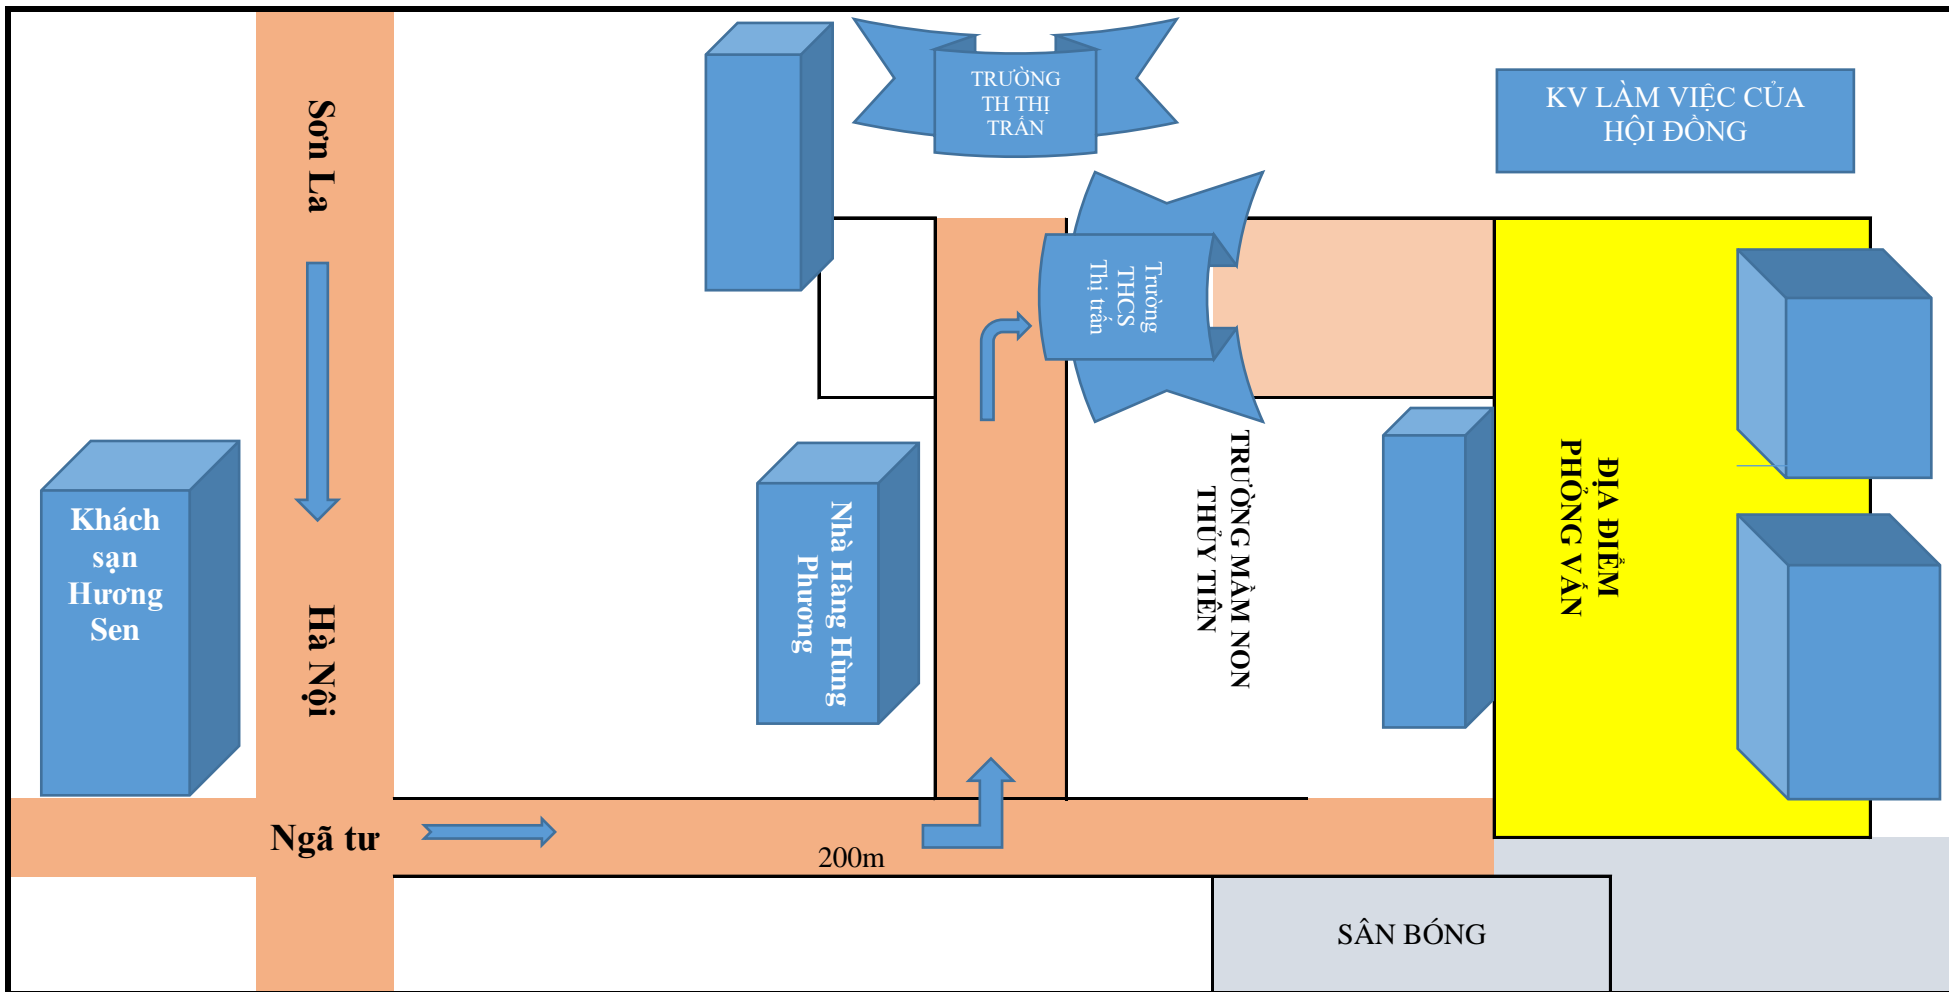 Sơn La
Hà Nội
TRƯỜNG
TH THỊ
TRẤN
KV LÀM VIỆC CỦA
HỘI ĐỒNG
Trường
THCS
Thị trấn
Khách
sạn
Hương
Sen
Nhà Hàng Hùng
Phương
TRƯỜNG MÀM NON
THỦY TIÊN
ĐỊA ĐIỂM
PHỎNG VẤN
Ngã tư
200m
SÂN BÓNG